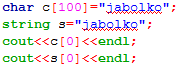 char c[100]="jabolko";
string s="jabolko";
cout<<c[0]<<endl;
cout<<s[0]<<endl;